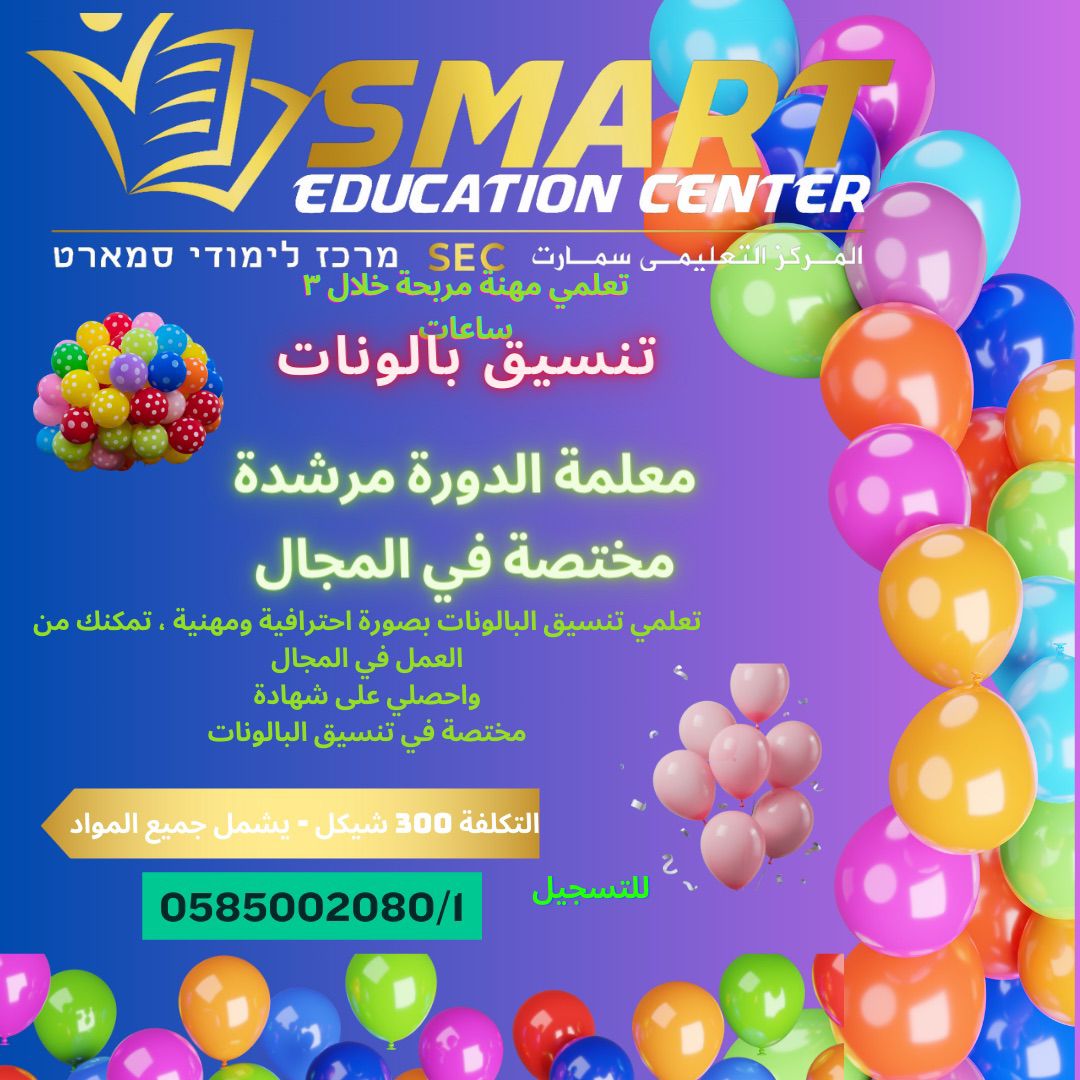 SMART
EDUCATION CENTER
המركز التعليمي سمارت SEC מרכז לימודי סמארט
تعلمي مهنة مربحة خلال ٣
ساعات
تنسيق بالونات
معلمة الدورة مرشدة
مختصة في المجال
تعلمي تنسيق البالونات بصورة احترافية ومهنية ، تمكنك من
العمل في المجال
واحصلي على شهادة
مختصة في تنسيق البالونات
التكلفة 300 شيكل - يشمل جميع المواد
للتسجيل
0585002080/ا